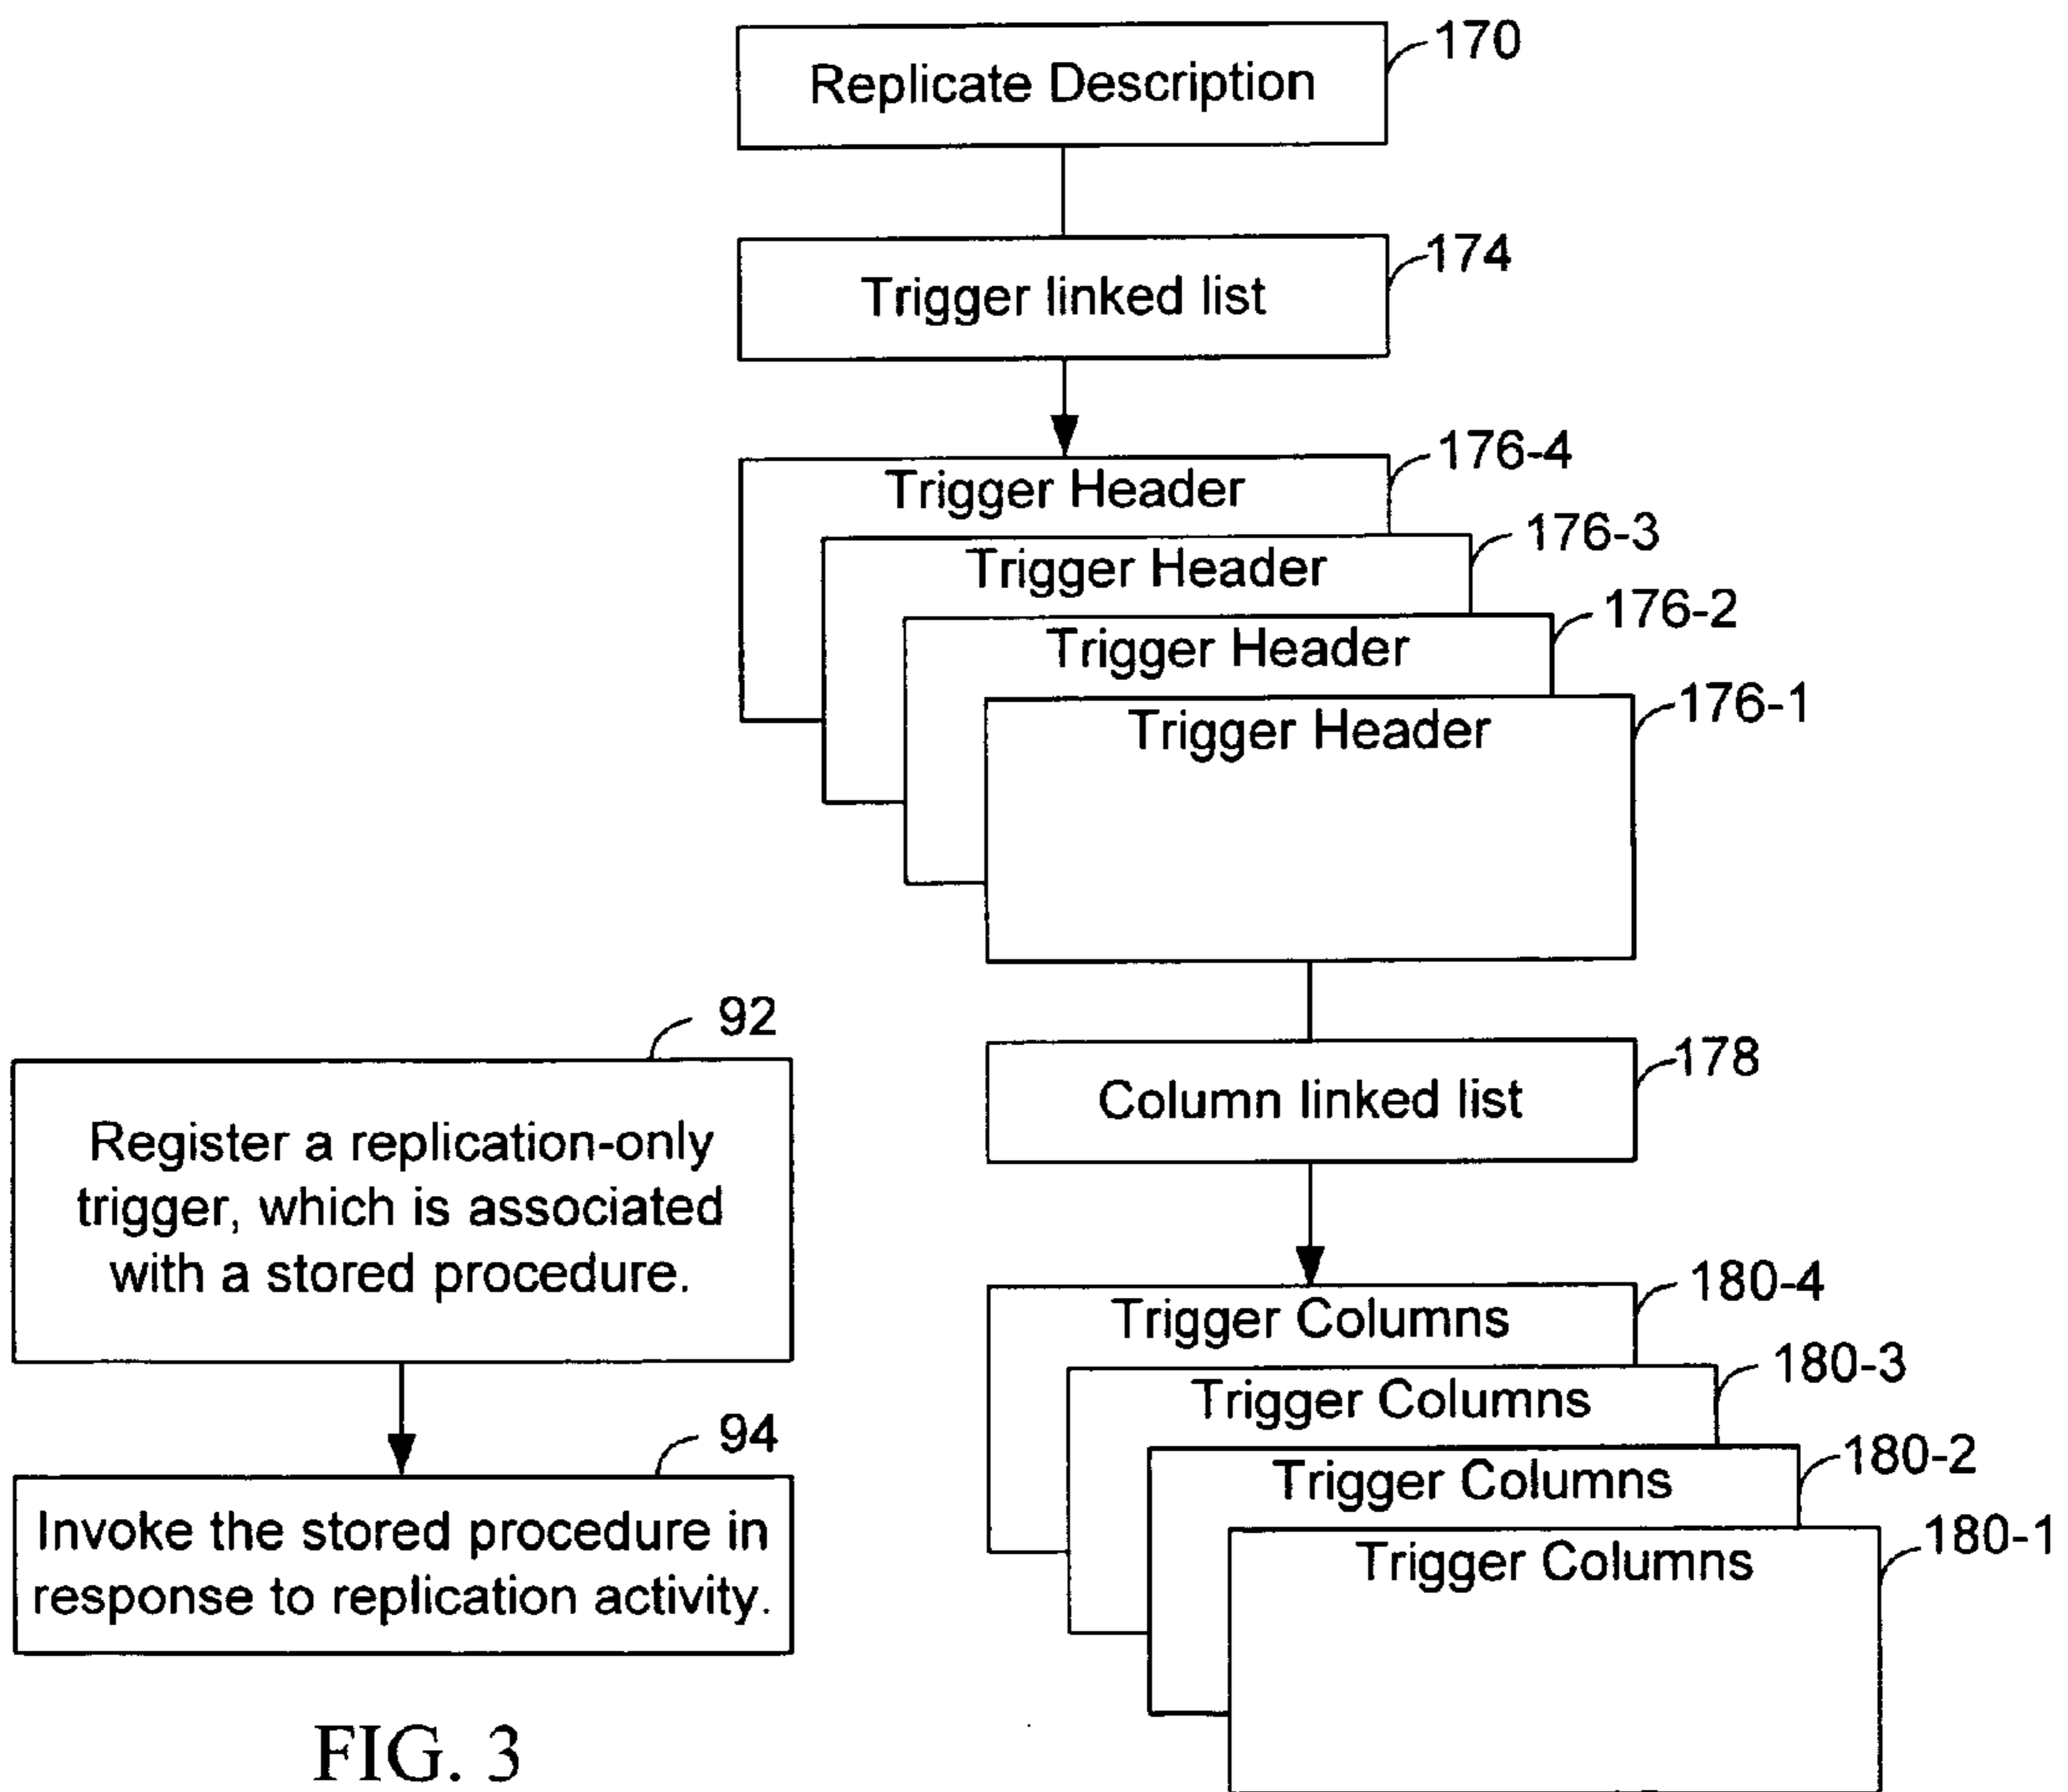 170
Replicate Description
174
Trigger linked list
176-4
Trigger Header
176-3
Trigger Header
176-2
Trigger Header
176-1
Trigger Header
178
Column linked list
180-4
Trigger Columns
180-3
Trigger Columns
180-2
Trigger Columns
180-1
Trigger Columns
92
Register a replication-only
trigger, which is associated
with a stored procedure.
94
Invoke the stored procedure in
response to replication activity.
FIG. 3